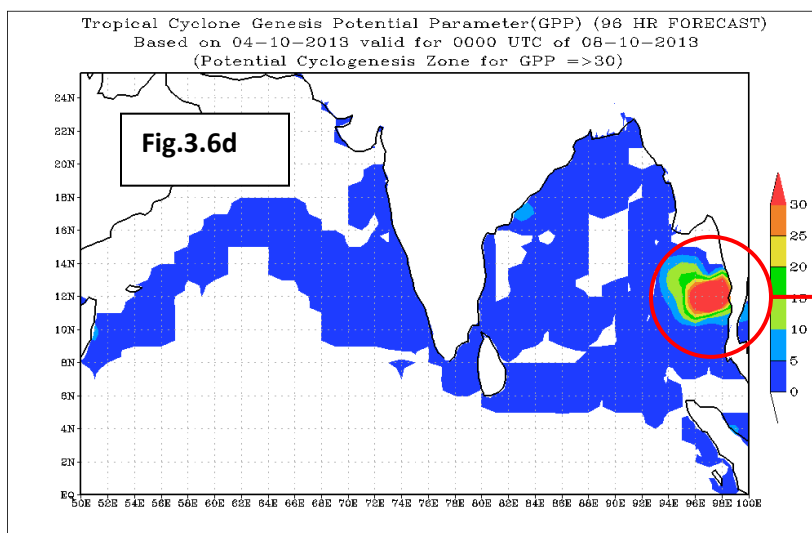 Tropical Cyclone Genesis Potential Parameter(GPP) (96 HR FORECAST)
Based on 04-10-2013 valid for 0000 UTC of 08-10-2013
(Potential Cyclogenesis Zone for GPP =>30)
Fig.3.6d
24N
22N
20N
18N
16N
14N
12N
10N
8N
6N
4N
2N
EQ
50E 52E 54E 56E 58E 60E 62E 64E 66E 68E 70E 72E 74E 76E 78E 80E 82E 84E 86E 88E 90E 92E 94E 96E 98E 100E
30
25
20
15
10
5
0